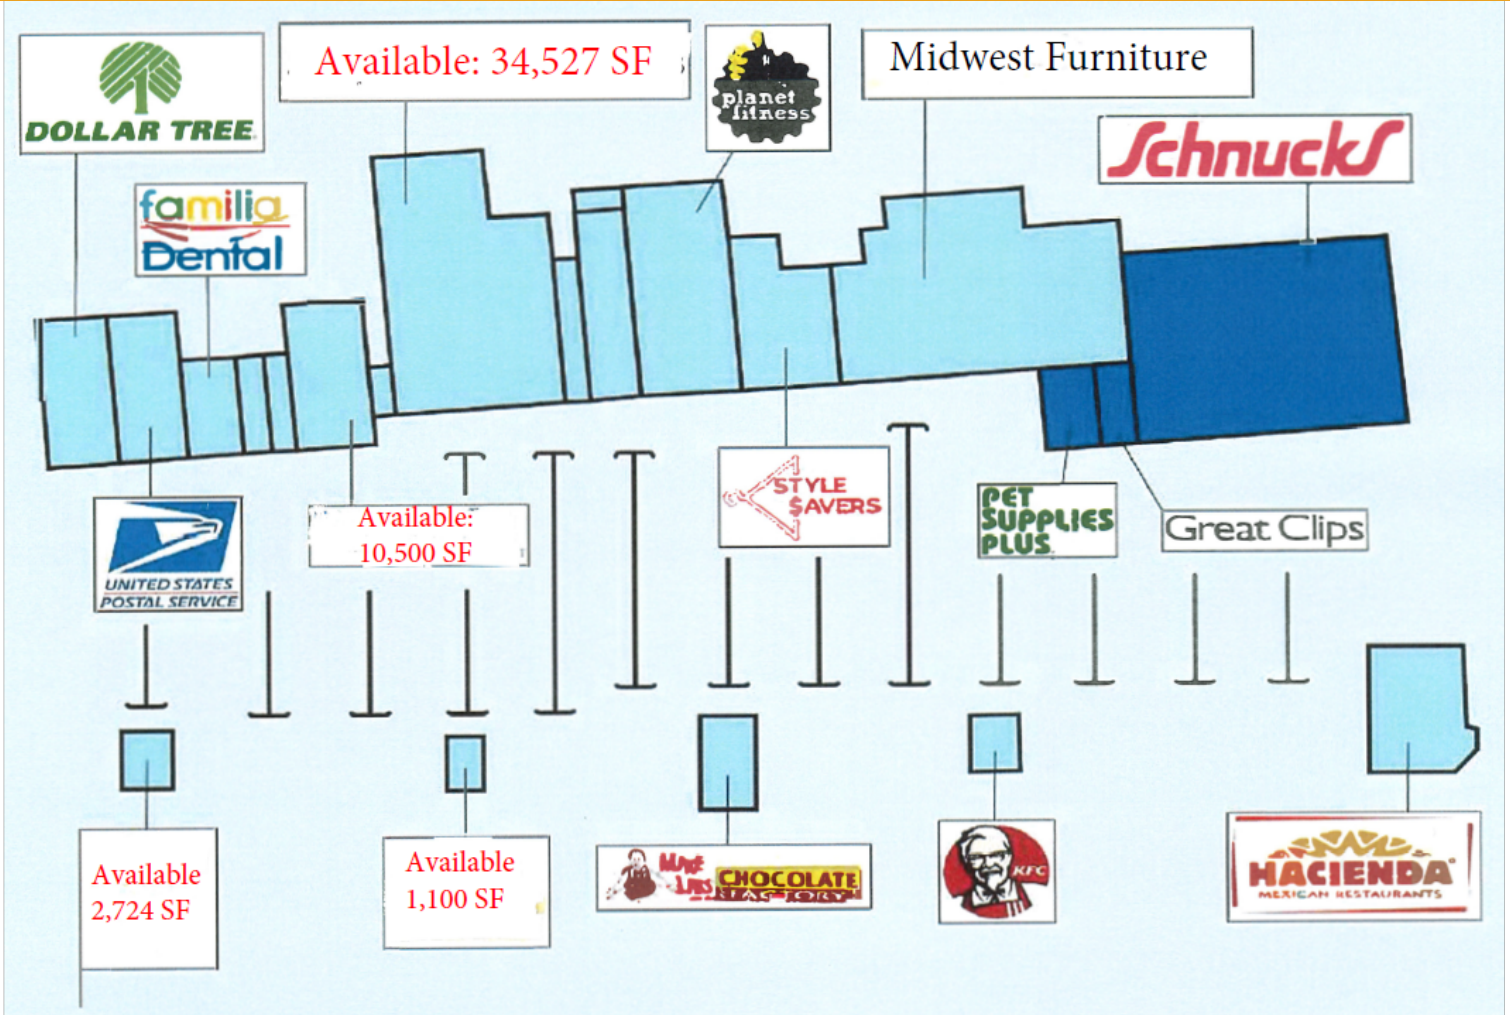 Available: 34,527 SF
Midwest Furniture
planet
fitness
DOLLAR TREE
Schnucks
familia
Dental
STYLE
$AVERS
PET
SUPPLIES
PLUS
Great Clips
Available:
10,500 SF
UNITED STATES
POSTAL SERVICE
Available
2,724 SF
Available
1,100 SF
CHOCOLATE
KFC
HACIENDA
MEXICAN RESTAURANTS